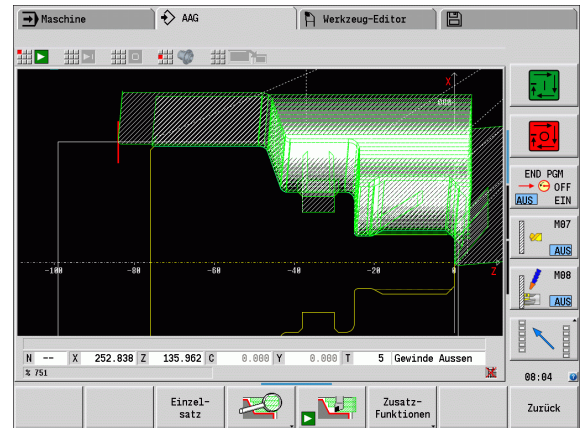 Maschine
AAG
Werkzeug-Editor
X
000
-100 -80 -60 -40 -20 0 Z
END PGM
OFF
AUS EIN
M07
AUS
M08
AUS
N -- X 252.838 Z 135.962 C 0.000 Y 0.000 T 5 Gewinde Aussen
% 751
08:04
Einzel-
satz
Zusatz-
Funktionen
Zurück